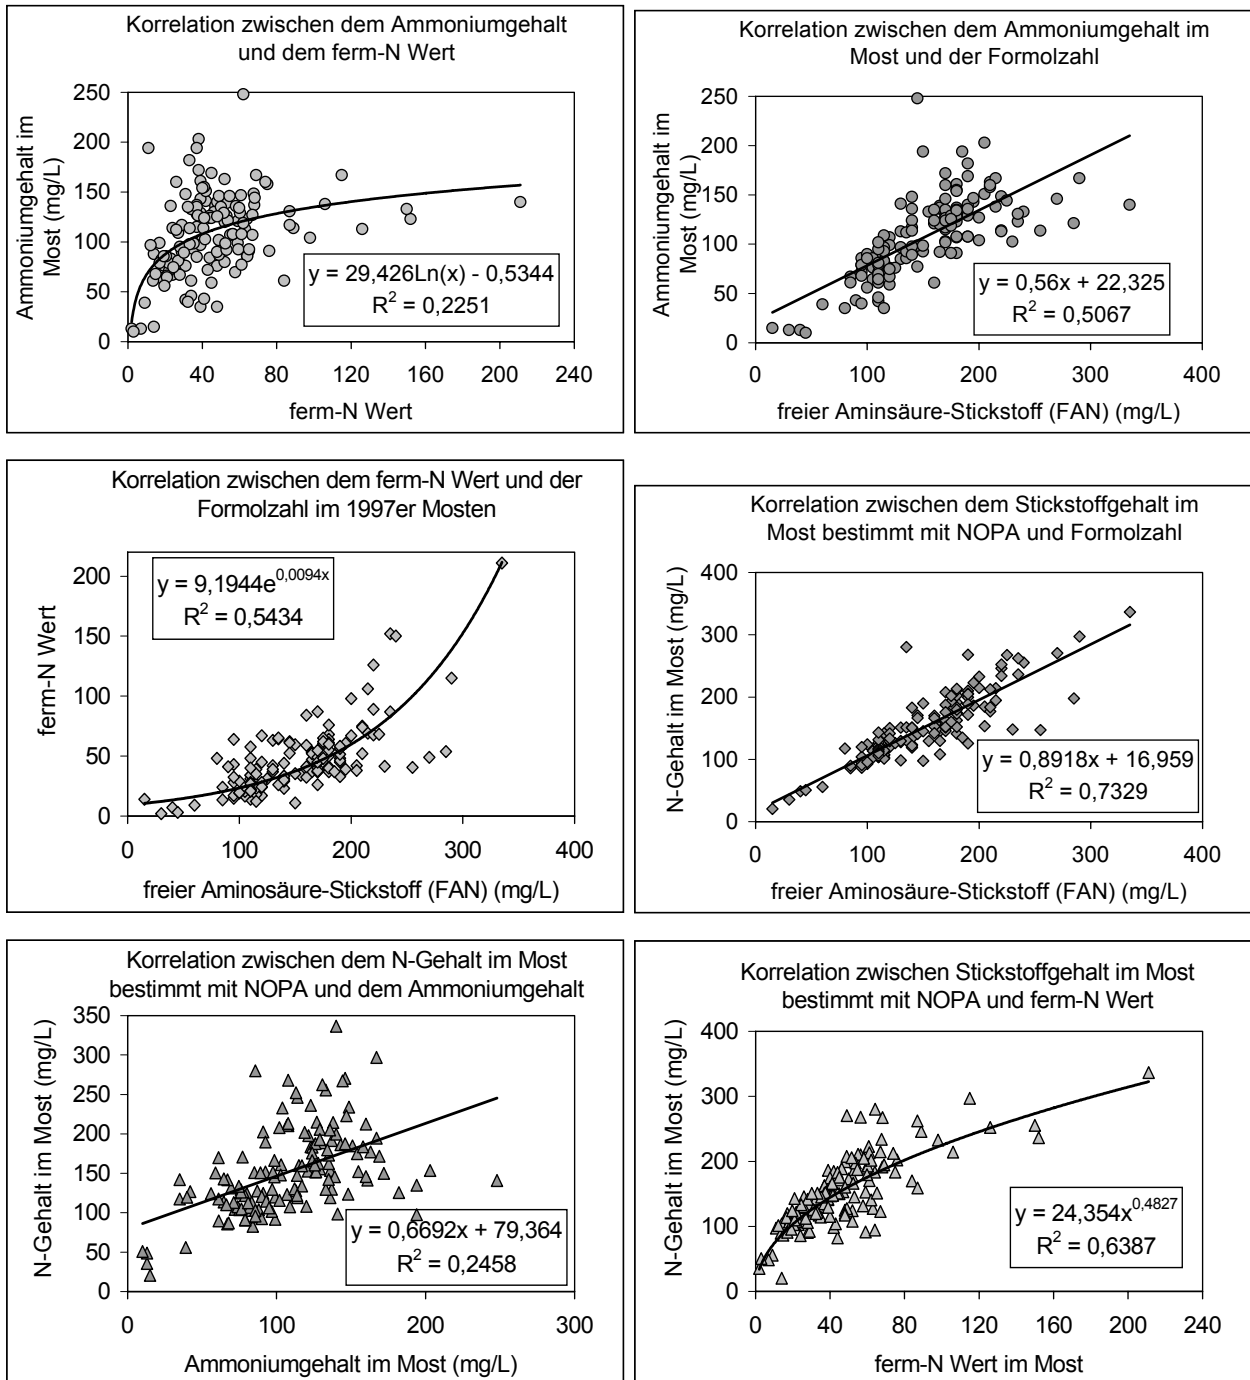 Korrelation zwischen dem Ammoniumgehalt
und dem ferm-N Wert
Ammoniumgehalt im
Most (mg/L)
250
200
150
100
50
0
y = 29,426Ln(x) - 0,5344
R² = 0,2251
0 40 80 120 160 200 240
ferm-N Wert
Korrelation zwischen dem Ammoniumgehalt im
Most und der Formolzahl
Ammoniumgehalt im
Most (mg/L)
250
200
150
100
50
0
y = 0,56x + 22,325
R² = 0,5067
0 100 200 300 400
freier Aminsäure-Stickstoff (FAN) (mg/L)
Korrelation zwischen dem ferm-N Wert und der
Formolzahl im 1997er Mosten
ferm-N Wert
200
150
100
50
0
y = 9,1944e^0,0094x
R² = 0,5434
0 100 200 300 400
freier Aminosäure-Stickstoff (FAN) (mg/L)
Korrelation zwischen dem Stickstoffgehalt im
Most bestimmt mit NOPA und Formolzahl
N-Gehalt im Most (mg/L)
400
300
200
100
0
y = 0,8918x + 16,959
R² = 0,7329
0 100 200 300 400
freier Aminosäure-Stickstoff (FAN) (mg/L)
Korrelation zwischen dem N-Gehalt im Most
bestimmt mit NOPA und dem Ammoniumgehalt
N-Gehalt im Most (mg/L)
350
300
250
200
150
100
50
0
y = 0,6692x + 79,364
R² = 0,2458
0 100 200 300
Ammoniumgehalt im Most (mg/L)
Korrelation zwischen Stickstoffgehalt im Most
bestimmt mit NOPA und ferm-N Wert
N-Gehalt im Most (mg/L)
400
300
200
100
0
y = 24,354x^0,4827
R² = 0,6387
0 40 80 120 160 200 240
ferm-N Wert im Most